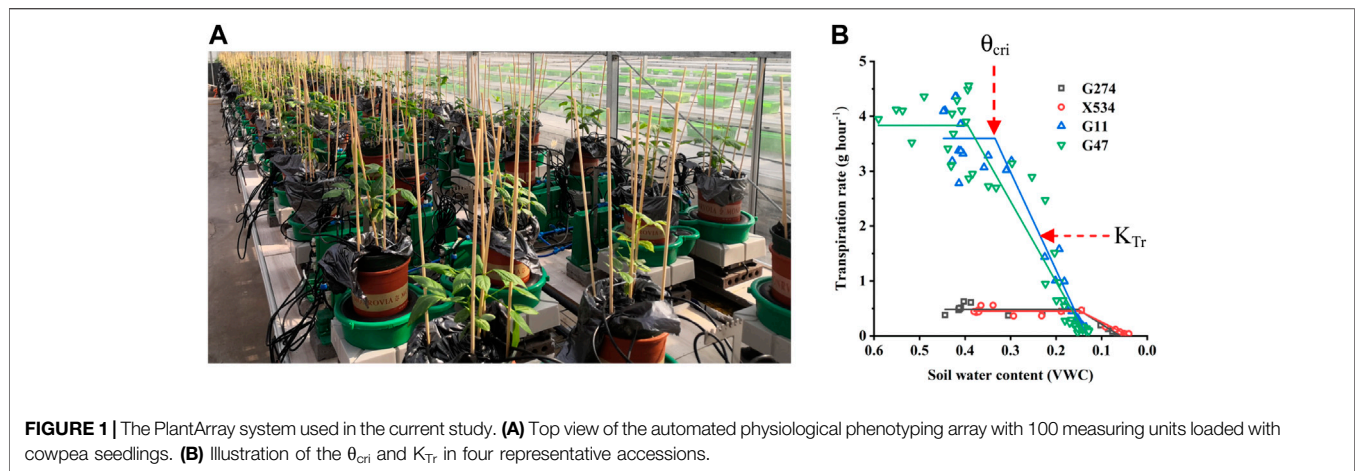 A
B
θcri
5
4
3
2
1
0
Transpiration rate (g hour-1)
G274
X534
G11
G47
KTr
0.6 0.5 0.4 0.3 0.2 0.1 0.0
Soil water content (VWC)
FIGURE 1 | The PlantArray system used in the current study. (A) Top view of the automated physiological phenotyping array with 100 measuring units loaded with
cowpea seedlings. (B) Illustration of the θcri and KTr in four representative accessions.